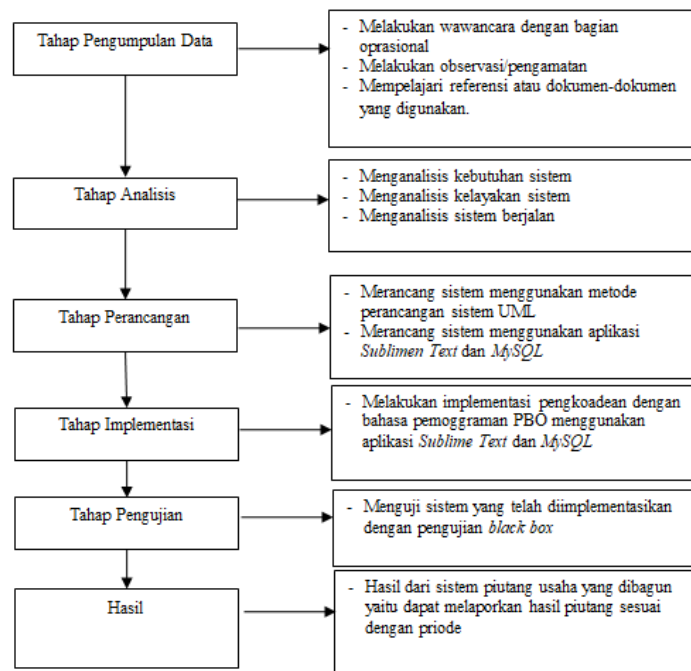 Tahap Pengumpulan Data
- Melakukan wawancara dengan bagian
oprasional
- Melakukan observasi/pengamatan
- Mempelajari referensi atau dokumen-dokumen
yang digunakan.
Tahap Analisis
- Menganalisis kebutuhan sistem
- Menganalisis kelayakan sistem
- Menganalisis sistem berjalan
Tahap Perancangan
- Merancang sistem menggunakan metode
perancangan sistem UML
- Merancang sistem menggunakan aplikasi
Sublimen Text dan MySQL
Tahap Implementasi
- Melakukan implementasi pengkoadean dengan
bahasa pemoggraman PBO menggunakan
aplikasi Sublime Text dan MySQL
Tahap Pengujian
- Menguji sistem yang telah diimplementasikan
dengan pengujian black box
Hasil
- Hasil dari sistem piutang usaha yang dibagun
yaitu dapat melaporkan hasil piutang sesuai
dengan priode